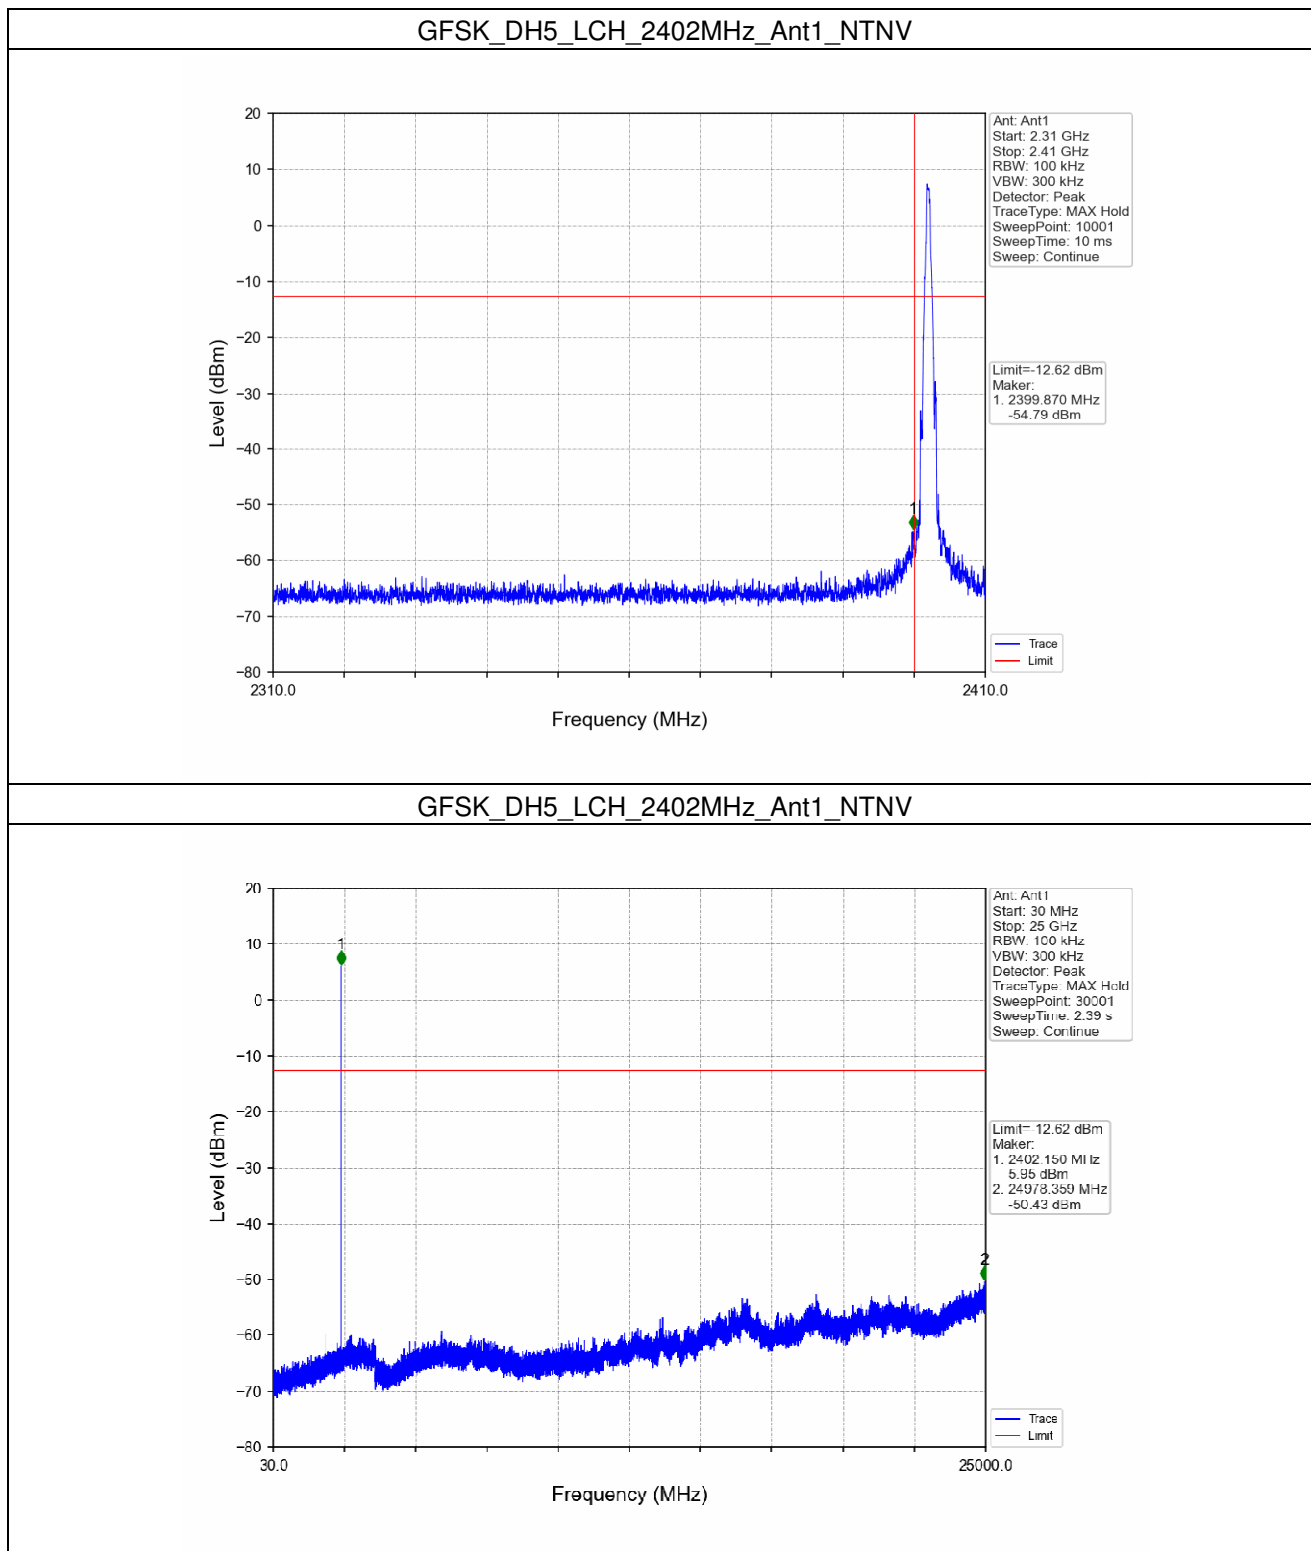 GFSK_DH5_LCH_2402MHz_Ant1_NTNV
20
10
0
−10
−20
−30
−40
−50
−60
−70
−80
Level (dBm)
1
2310.0
2410.0
Frequency (MHz)
Ant: Ant1
Start: 2.31 GHz
Stop: 2.41 GHz
RBW: 100 kHz
VBW: 300 kHz
Detector: Peak
TraceType: MAX Hold
SweepPoint: 10001
SweepTime: 10 ms
Sweep: Continue
Limit=-12.62 dBm
Maker:
1. 2399.870 MHz
-54.79 dBm
Trace
Limit
GFSK_DH5_LCH_2402MHz_Ant1_NTNV
20
10
0
−10
−20
−30
−40
−50
−60
−70
−80
Level (dBm)
1
2
30.0
25000.0
Frequency (MHz)
Ant: Ant1
Start: 30 MHz
Stop: 25 GHz
RBW: 100 kHz
VBW: 300 kHz
Detector: Peak
TraceType: MAX Hold
SweepPoint: 30001
SweepTime: 2.39 s
Sweep: Continue
Limit=-12.62 dBm
Maker:
1. 2402.150 MHz
5.95 dBm
2. 24978.359 MHz
-50.43 dBm
Trace
Limit